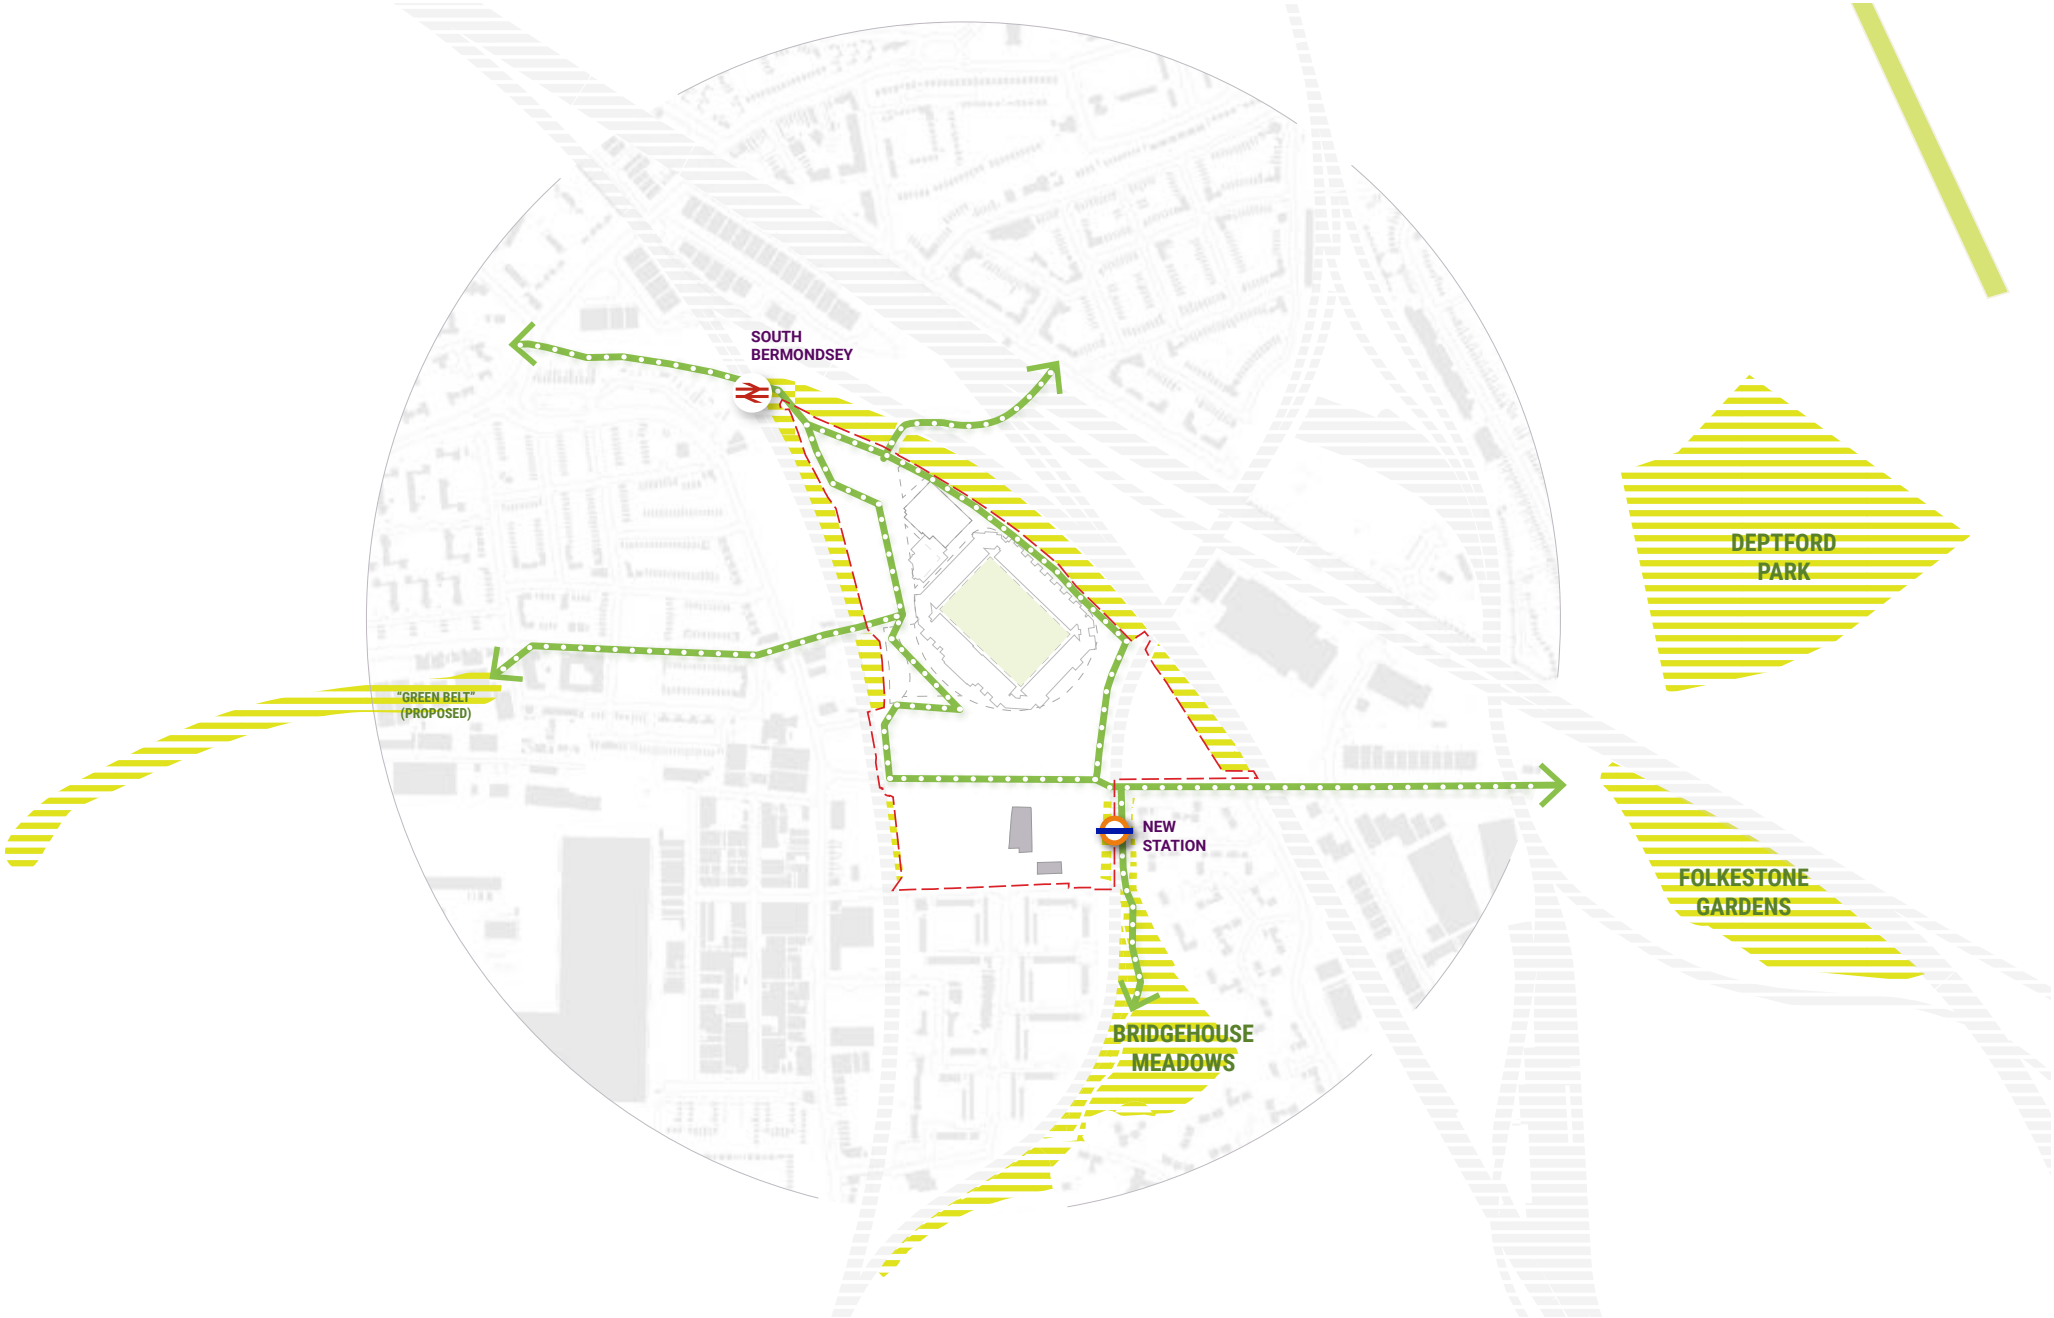 SOUTH
BERMONDSEY
DEPTFORD
PARK
“GREEN BELT”
(PROPOSED)
NEW
STATION
FOLKESTONE
GARDENS
BRIDGEHOUSE
MEADOWS